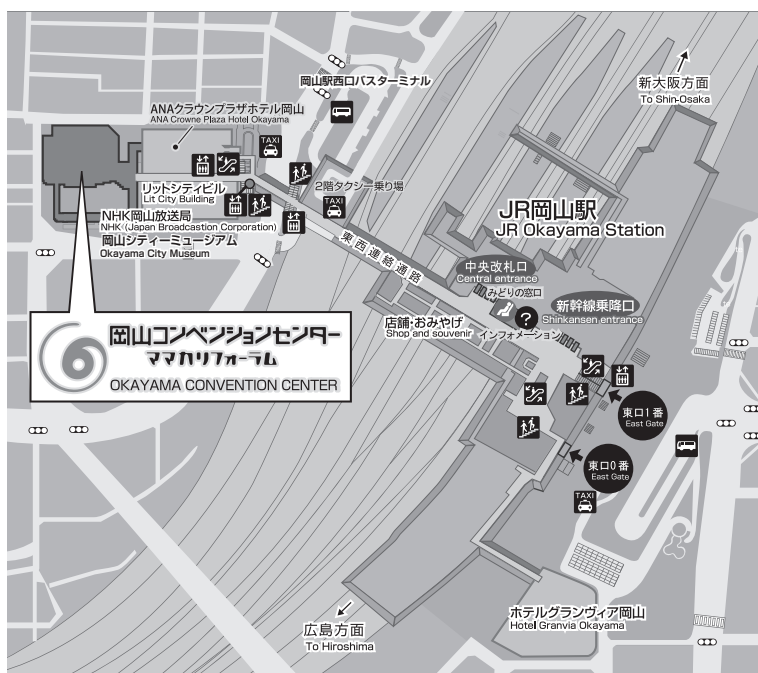 岡山駅西口バスターミナル
新大阪方面
To Shin-Osaka
ANAクラウンプラザホテル岡山
ANA Crowne Plaza Hotel Okayama
TAXI
リットシティビル
Lit City Building
2階タクシー乗り場
TAXI
NHK岡山放送局
NHK (Japan Broadcastion Corporation)
岡山シティーミュージアム
Okayama City Museum
JR岡山駅
JR Okayama Station
東西連絡通路
中央改札口
Central entrance
みどりの窓口
新幹線乗降口
Shinkansen entrance
?
インフォメーション
店舗・おみやげ
Shop and souvenir
岡山コンベンションセンター
ママカリフォーラム
OKAYAMA CONVENTION CENTER
東口1番
East Gate
東口0番
East Gate
TAXI
ホテルグランヴィア岡山
Hotel Granvia Okayama
広島方面
To Hiroshima